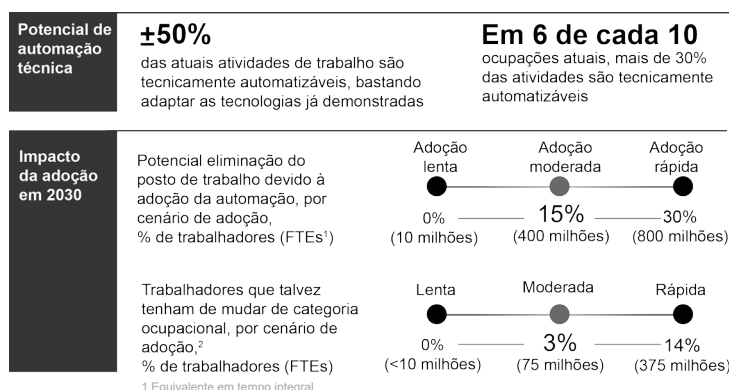 Potencial de
automação
técnica
±50%
das atuais atividades de trabalho são
tecnicamente automatizáveis, bastando
adaptar as tecnologias já demonstradas
Em 6 de cada 10
ocupações atuais, mais de 30%
das atividades são tecnicamente
automatizáveis
Impacto
da adoção
em 2030
Potencial eliminação do
posto de trabalho devido à
adoção da automação, por
cenário de adoção,
% de trabalhadores (FTEs¹)
Adoção
lenta
Adoção
moderada
Adoção
rápida
0%
15%
30%
(10 milhões)
(400 milhões)
(800 milhões)
Trabalhadores que talvez
tenham de mudar de categoria
ocupacional, por cenário de
adoção,²
% de trabalhadores (FTEs)
Lenta
Moderada
Rápida
0%
3%
14%
(<10 milhões)
(75 milhões)
(375 milhões)
1 Equivalente em tempo integral